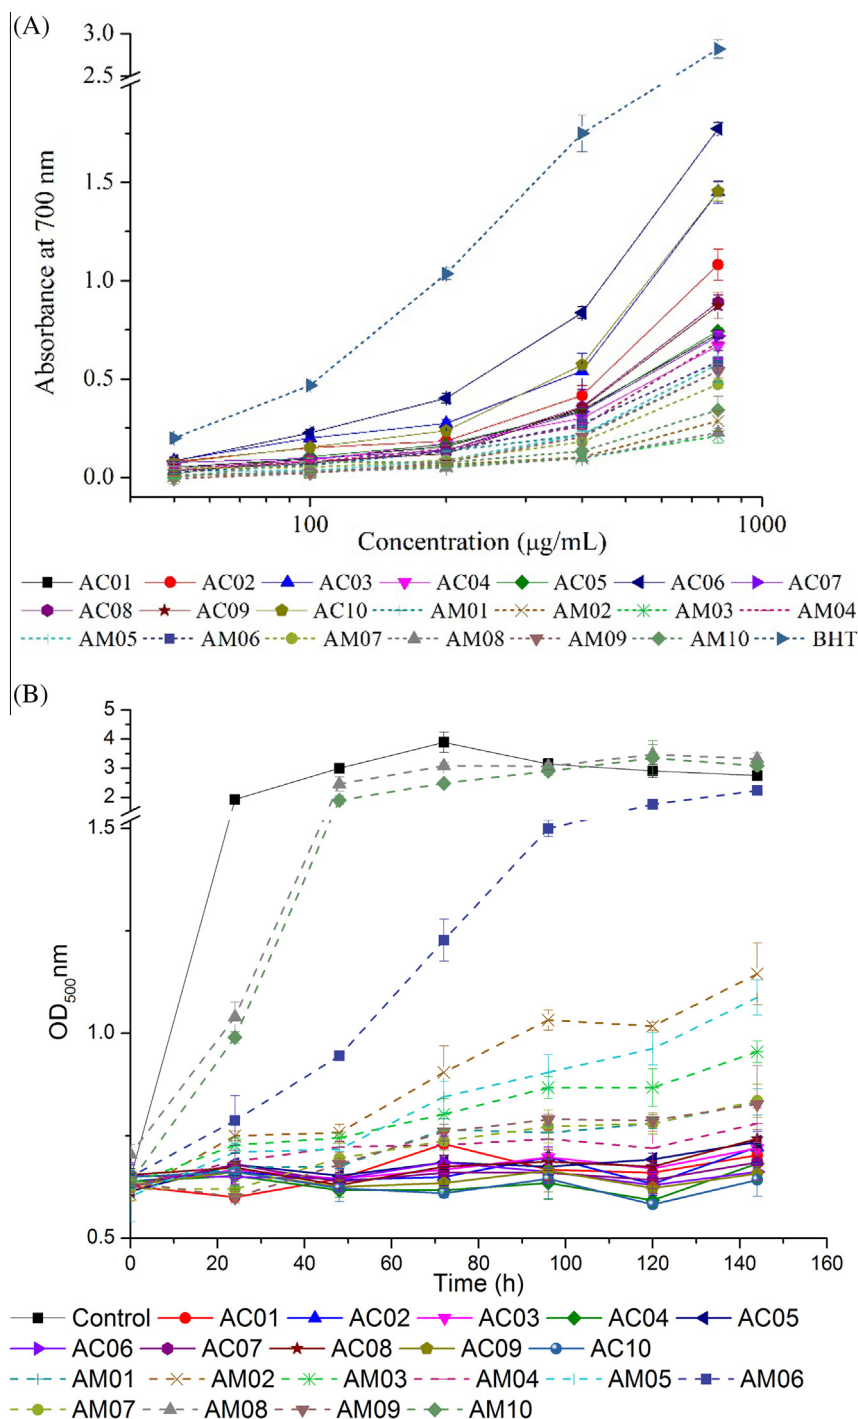 (A)
3.0
2.5
1.5
1.0
0.5
0.0
Absorbance at 700 nm
100
1000
Concentration (μg/mL)
AC01 AC02 AC03 AC04 AC05 AC06 AC07
AC08 AC09 AC10 AM01 AM02 AM03 AM04
AM05 AM06 AM07 AM08 AM09 AM10 BHT
(B)
5
4
3
2
1.5
1.0
0.5
OD500nm
0 20 40 60 80 100 120 140 160
Time (h)
Control AC01 AC02 AC03 AC04 AC05
AC06 AC07 AC08 AC09 AC10
AM01 AM02 AM03 AM04 AM05 AM06
AM07 AM08 AM09 AM10